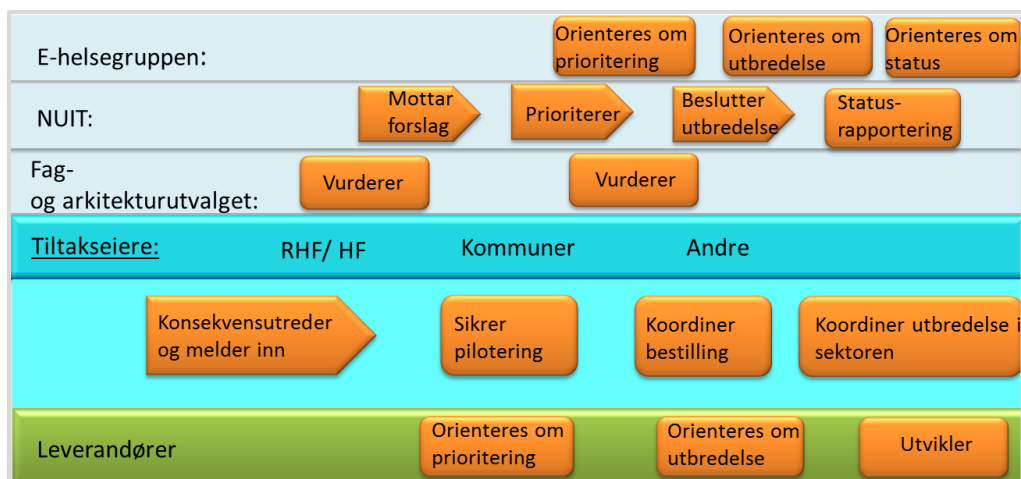 E-helsegruppen:
Orienteres om
prioritering
Orienteres om
utbredelse
Orienteres om
status
NUIT:
Mottar
forslag
Prioriterer
Beslutter
utbredelse
Status-
rapportering
Fag-
og arkitekturutvalget:
Vurderer
Vurderer
Tiltakseiere:
RHF/ HF
Kommuner
Andre
Konsekvensutreder
og melder inn
Sikrer
pilotering
Koordiner
bestilling
Koordiner utbredelse i
sektoren
Leverandører
Orienteres om
prioritering
Orienteres om
utbredelse
Utvikler